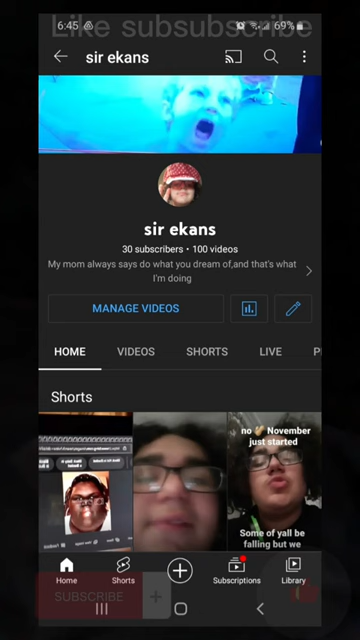 Like subsubscribe
6:45
69%
sir ekans
sir ekans
30 subscribers • 100 videos
My mom always says do what you dream of,and that's what
I'm doing
MANAGE VIDEOS
HOME VIDEOS SHORTS LIVE P
Shorts
no November
just started
Some of yall be
falling but we
Home Shorts Subscriptions Library
SUBSCRIBE